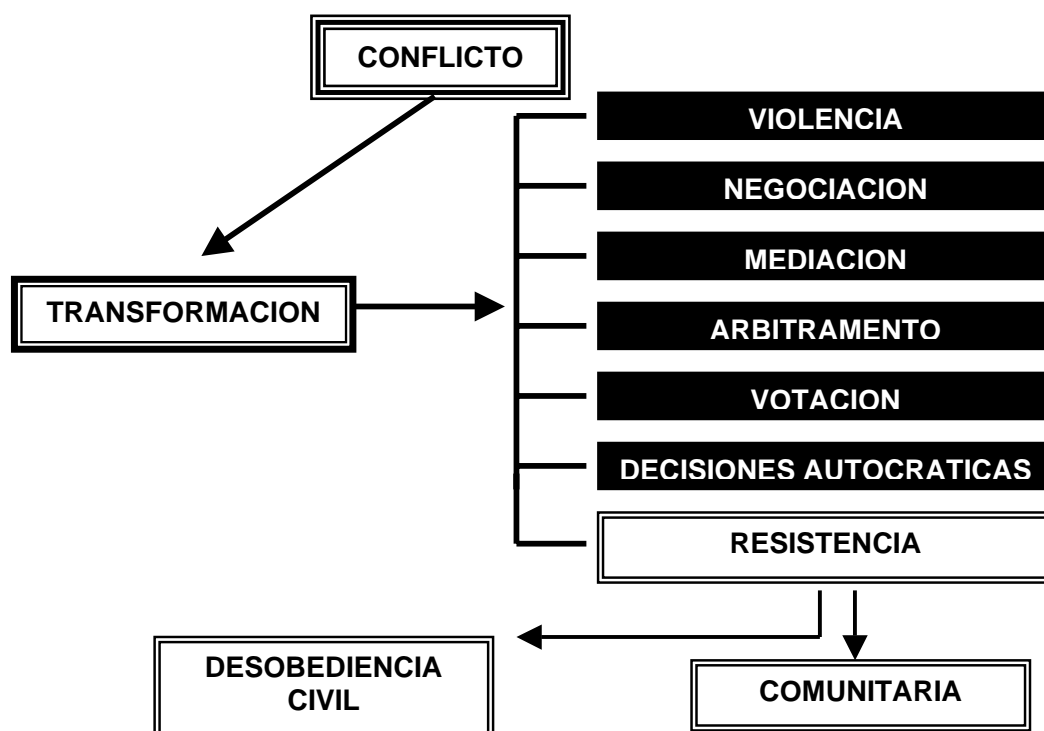 CONFLICTO
VIOLENCIA
NEGOCIACION
MEDIACION
TRANSFORMACION
ARBITRAMENTO
VOTACION
DECISIONES AUTOCRATICAS
RESISTENCIA
DESOBEDIENCIA
CIVIL
COMUNITARIA